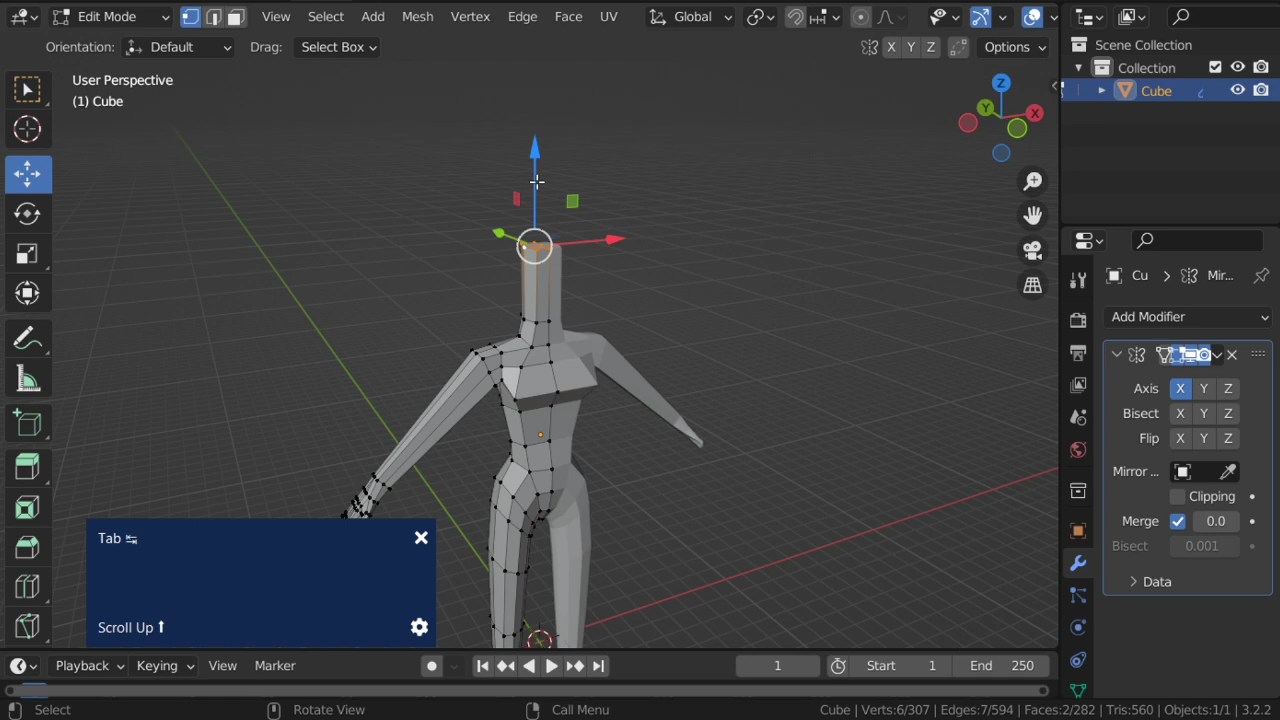 Edit Mode View Select Add Mesh Vertex Edge Face UV Global
Orientation: Default Drag: Select Box X Y Z Options
User Perspective
(1) Cube
Z
Y
X
Scene Collection
Collection
Cube
Cu > Mir...
Add Modifier
Axis X Y Z
Bisect X Y Z
Flip X Y Z
Mirror ...
Clipping
Merge 0.0
Bisect 0.001
Data
Tab
Scroll Up
Playback Keying View Marker 1 Start 1 End 250
Select Rotate View Call Menu Cube | Verts:6/307 | Edges:7/594 | Faces:2/282 | Tris:560 | Objects:1/1 | 3.2.2